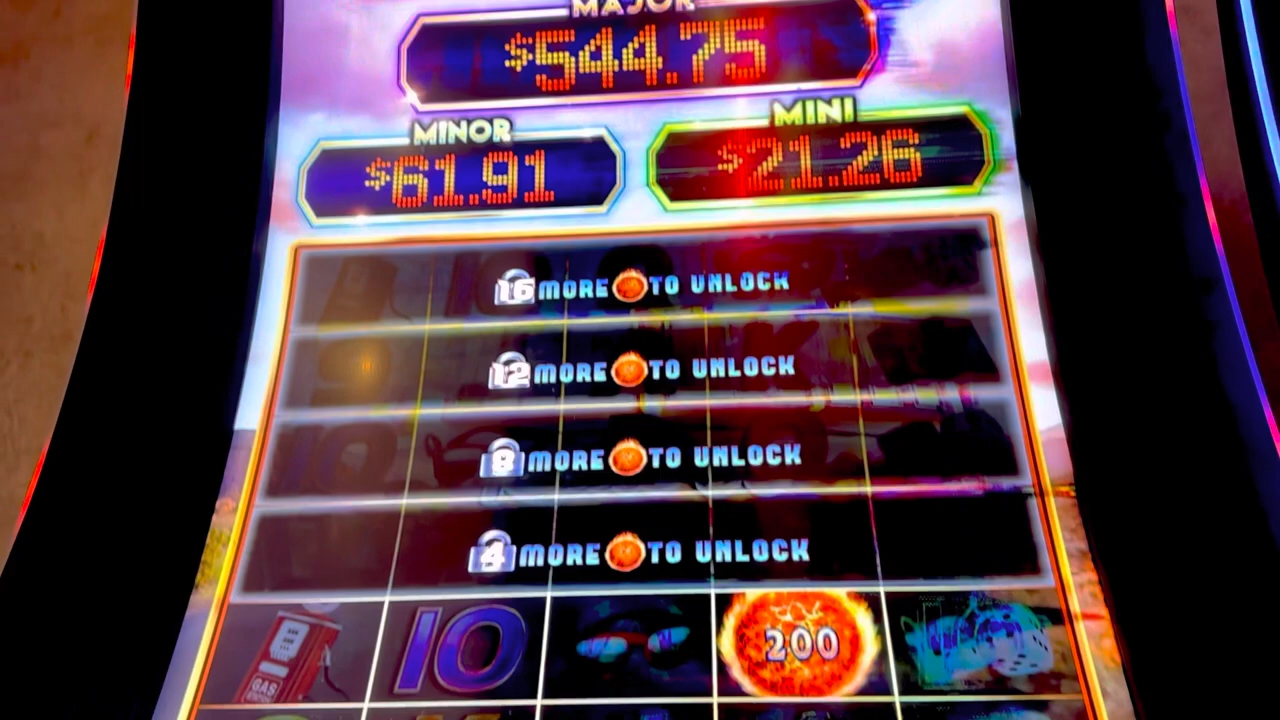 MAJOR
$544.75
MINOR
$61.91
MINI
$21.26
16 MORE TO UNLOCK
12 MORE TO UNLOCK
8 MORE TO UNLOCK
4 MORE TO UNLOCK
GAS
10
200